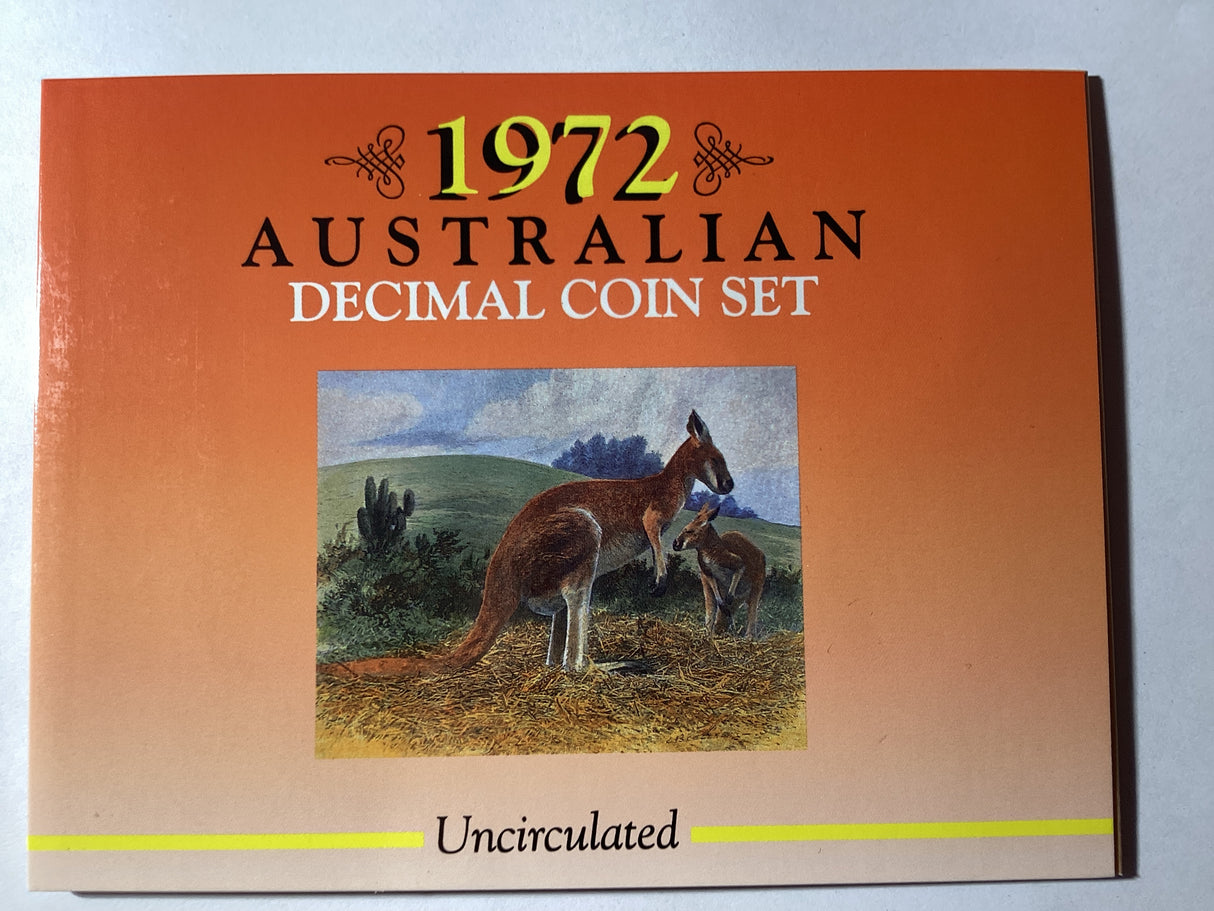 1972
AUSTRALIAN
DECIMAL COIN SET
Uncirculated